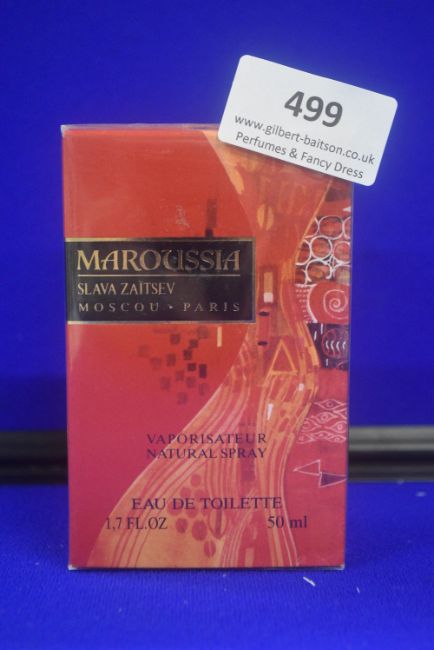 499
www.gilbert-baitson.co.uk
Perfumes & Fancy Dress
MAROUSSIA
SLAVA ZAÏTSEV
MOSCOU • PARIS
VAPORISATEUR
NATURAL SPRAY
EAU DE TOILETTE
1,7 FL.OZ 50 ml